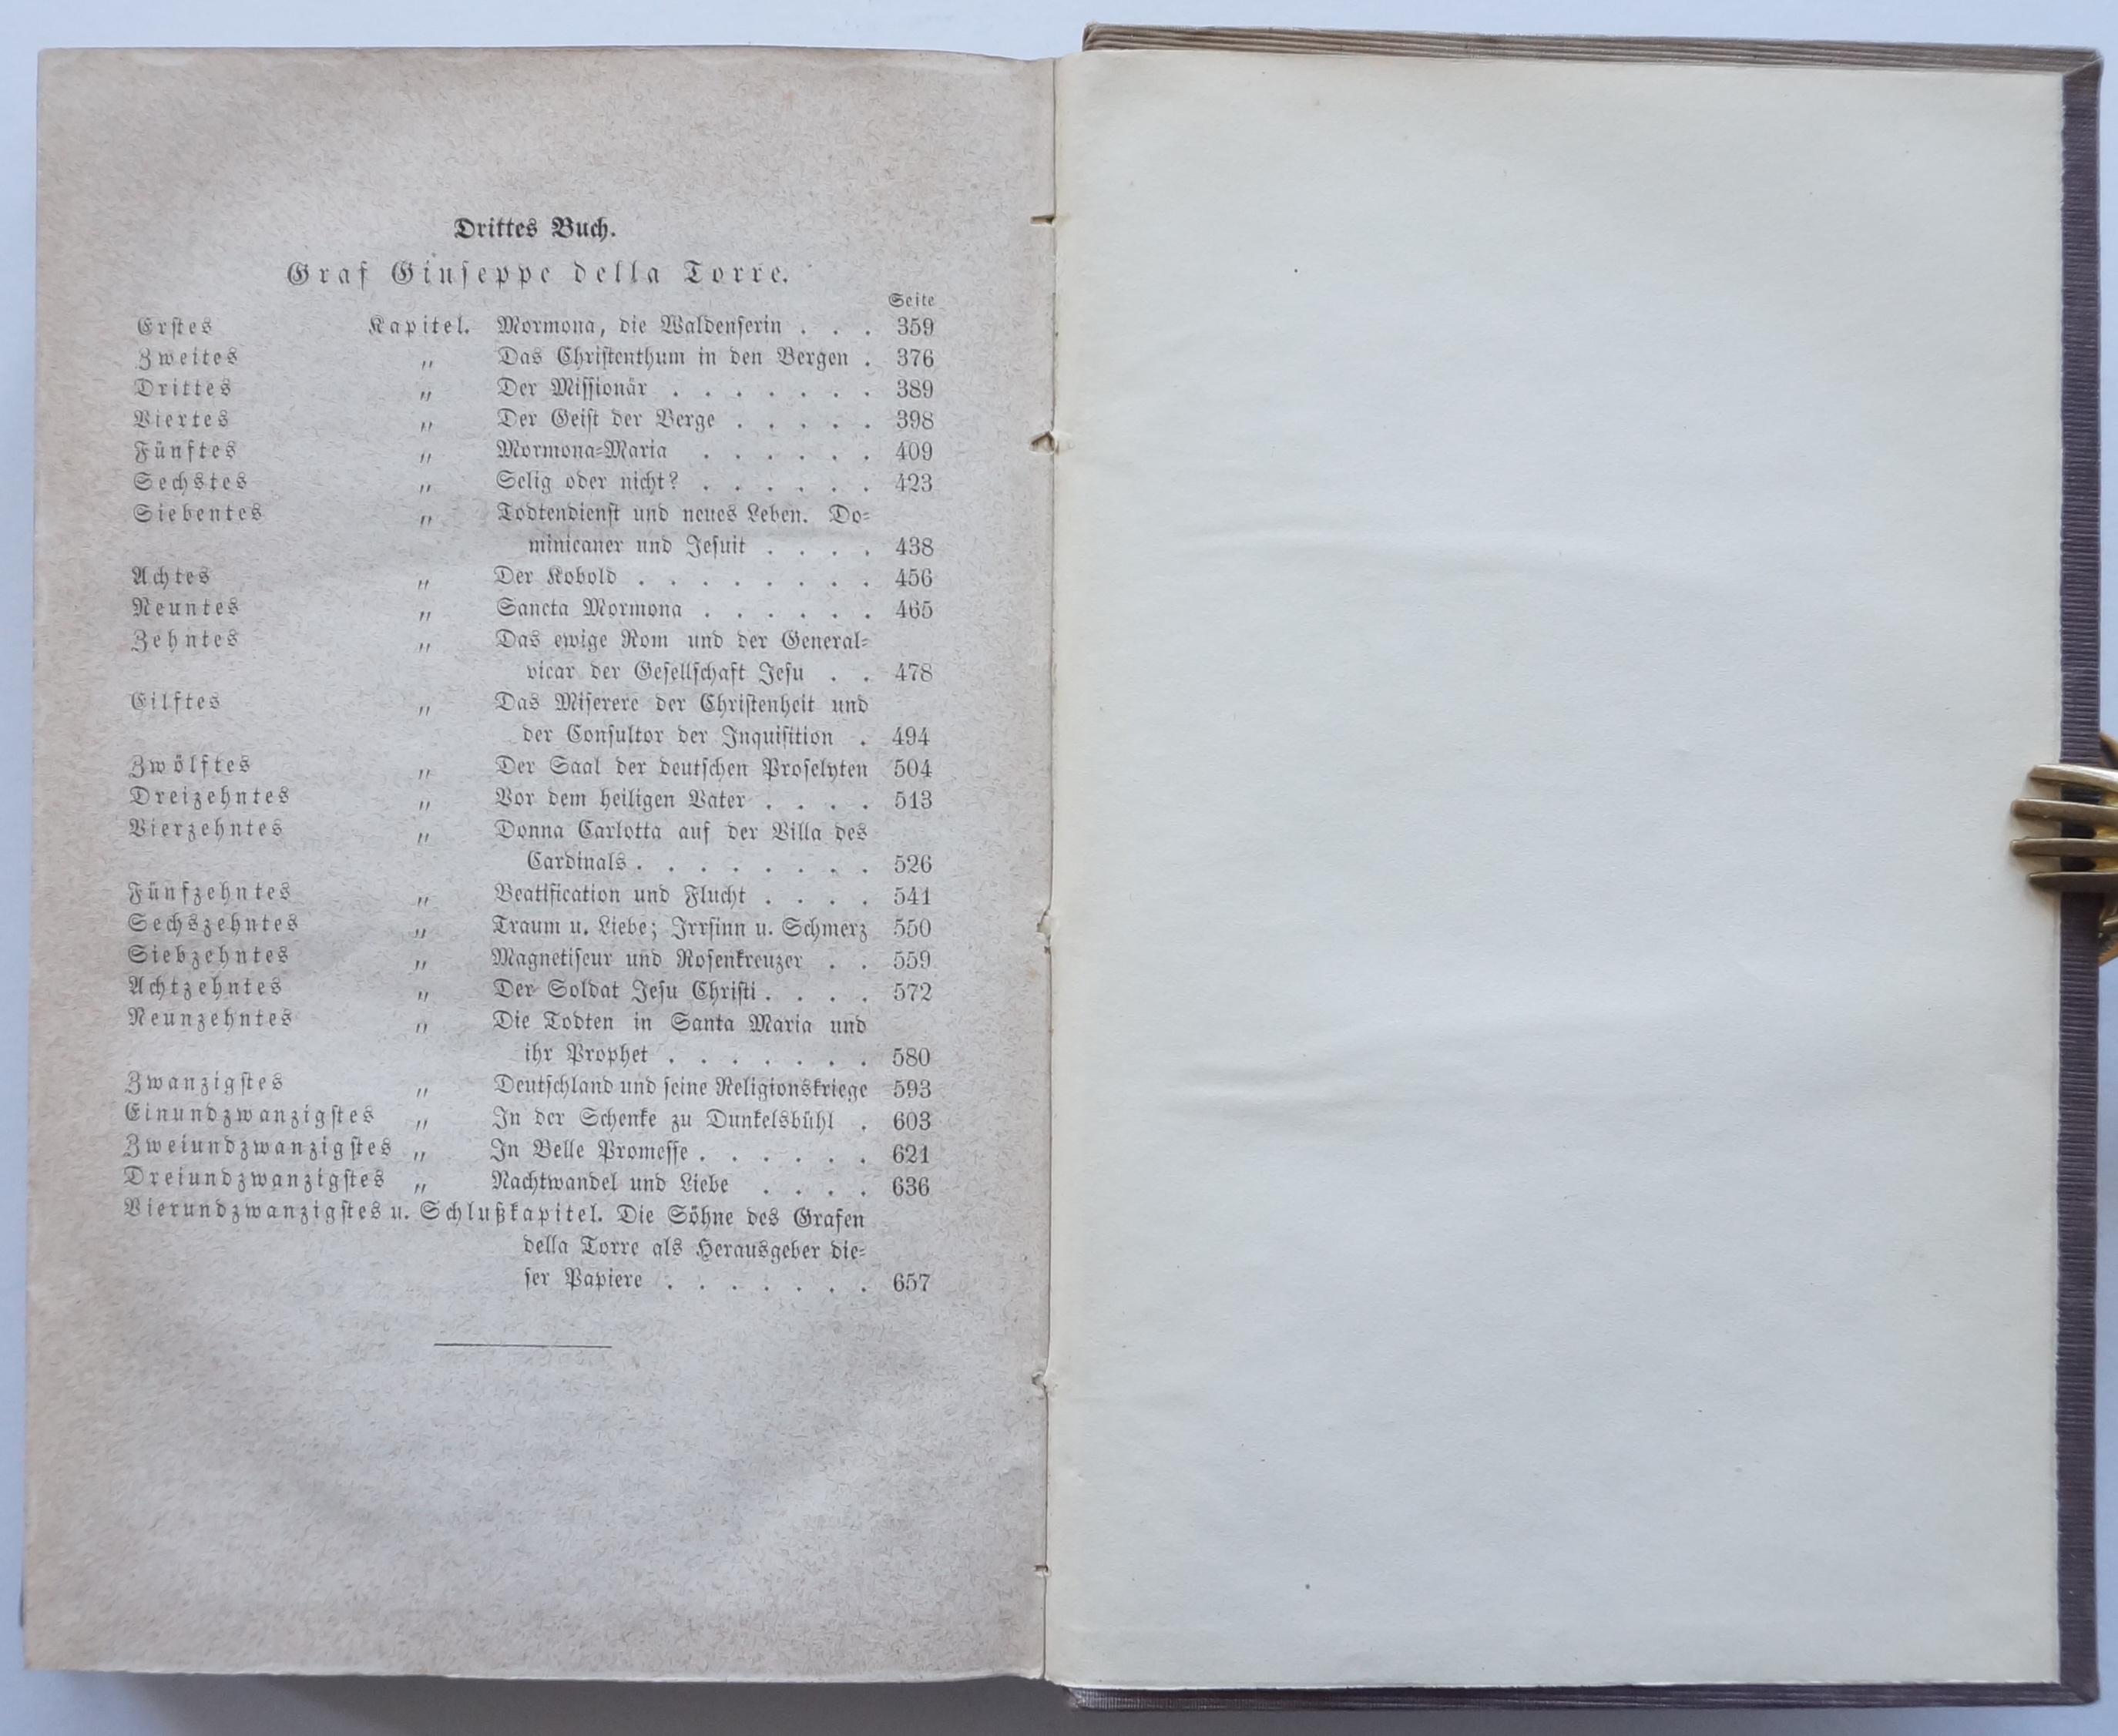 Drittes Buch.
Graf Giuseppe della Torre.
Seite
Erstes Kapitel. Mormona, die Waldenserin . . . 359
Zweites „ Das Christenthum in den Bergen . 376
Drittes „ Der Missionär . . . . . . . 389
Viertes „ Der Geist der Berge . . . . . 398
Fünftes „ Mormona-Maria . . . . . . 409
Sechstes „ Selig oder nicht? . . . . . . 423
Siebentes „ Todtendienst und neues Leben. Do-
minicaner und Jesuit . . . . 438
Achtes „ Der Kobold . . . . . . . . 456
Neuntes „ Sancta Mormona . . . . . . 465
Zehntes „ Das ewige Rom und der General-
vicar der Gesellschaft Jesu . . 478
Eilftes „ Das Miserere der Christenheit und
der Consultor der Inquisition . 494
Zwölftes „ Der Saal der deutschen Proselyten 504
Dreizehntes „ Vor dem heiligen Vater . . . . 513
Vierzehntes „ Donna Carlotta auf der Villa des
Cardinals . . . . . . . . 526
Fünfzehntes „ Beatification und Flucht . . . . 541
Sechszehntes „ Traum u. Liebe; Irrsinn u. Schmerz 550
Siebzehntes „ Magnetiseur und Rosenkreuzer . . 559
Achtzehntes „ Der Soldat Jesu Christi . . . . 572
Neunzehntes „ Die Todten in Santa Maria und
ihr Prophet . . . . . . . 580
Zwanzigstes „ Deutschland und seine Religionskriege 593
Einundzwanzigstes „ In der Schenke zu Dunkelsbühl . 603
Zweiundzwanzigstes „ In Belle Promesse . . . . . . 621
Dreiundzwanzigstes „ Nachtwandel und Liebe . . . . 636
Vierundzwanzigstes u. Schlußkapitel. Die Söhne des Grafen
della Torre als Herausgeber die-
ser Papiere . . . . . . . 657